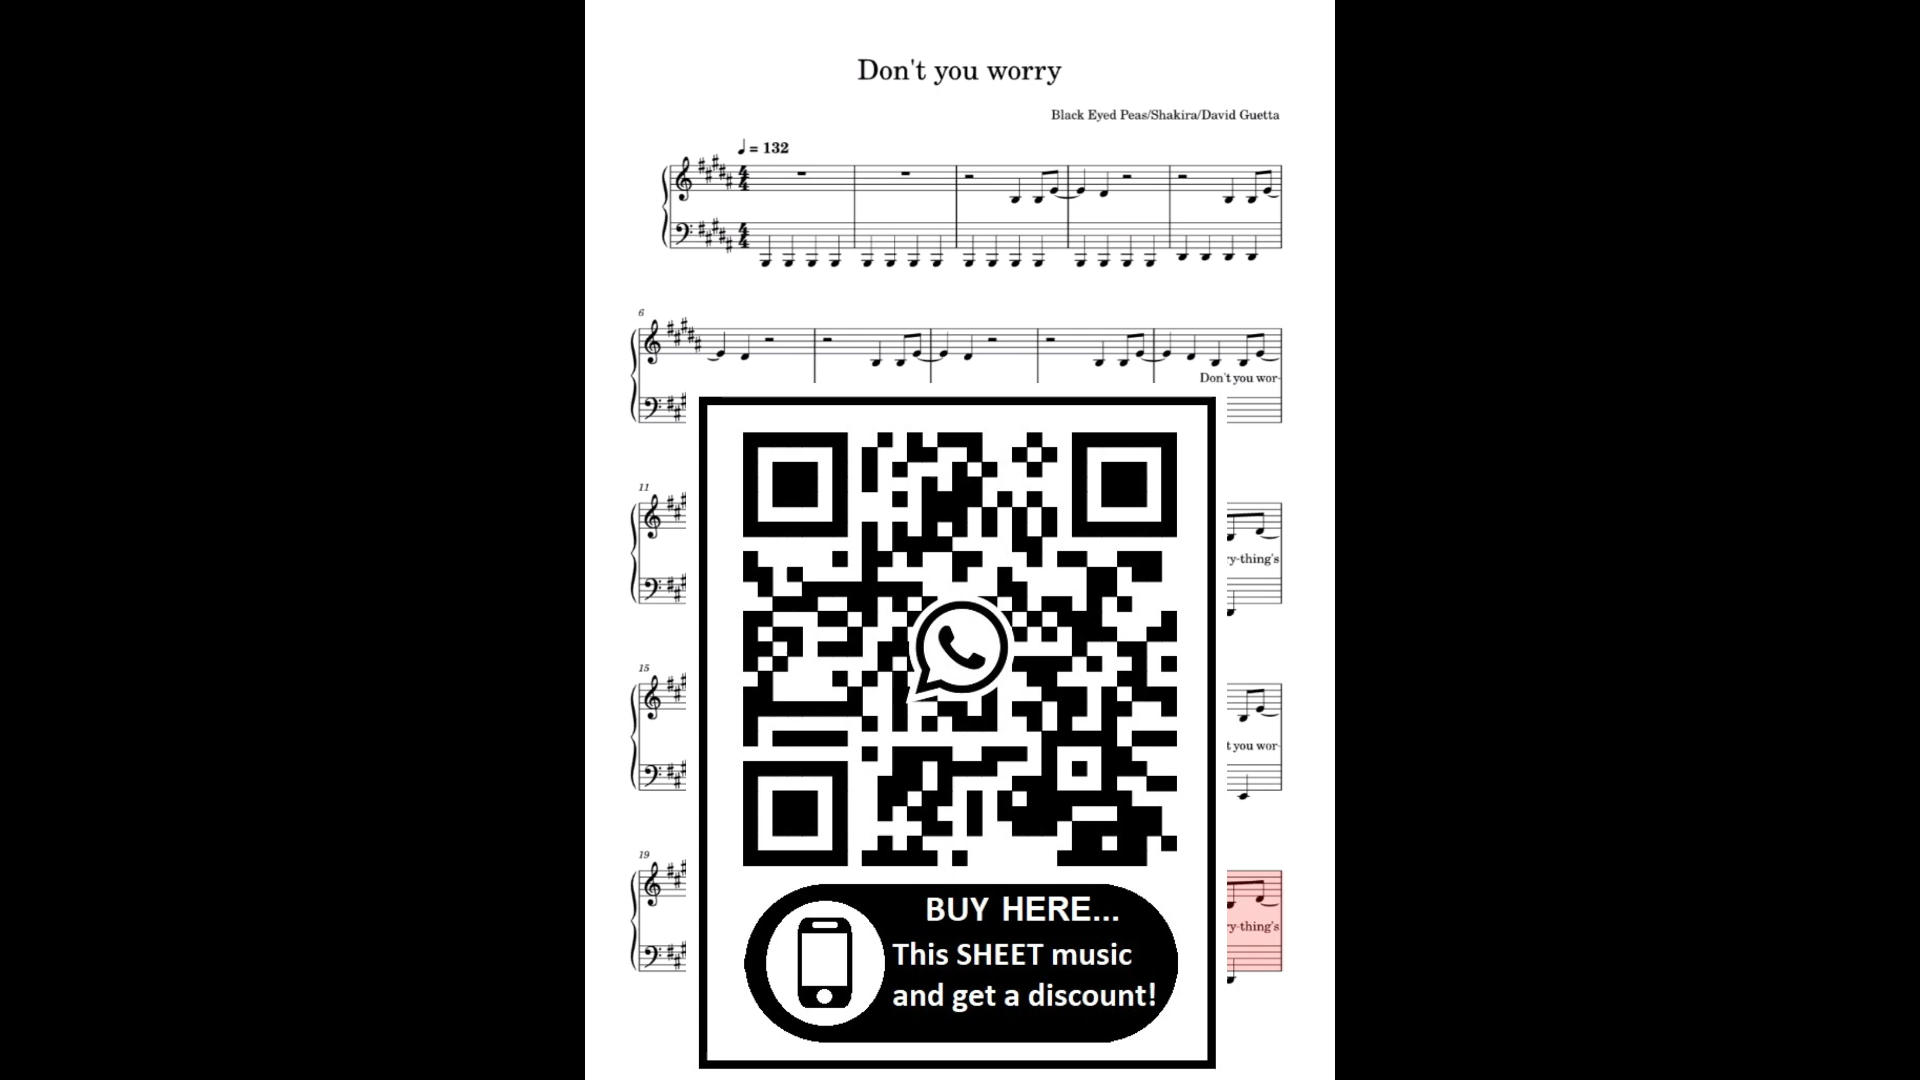 Don't you worry
Black Eyed Peas/Shakira/David Guetta
= 132
6
Don't you wor-
11
ry-thing's
15
t you wor-
19
ry-thing's
BUY HERE...
This SHEET music
and get a discount!